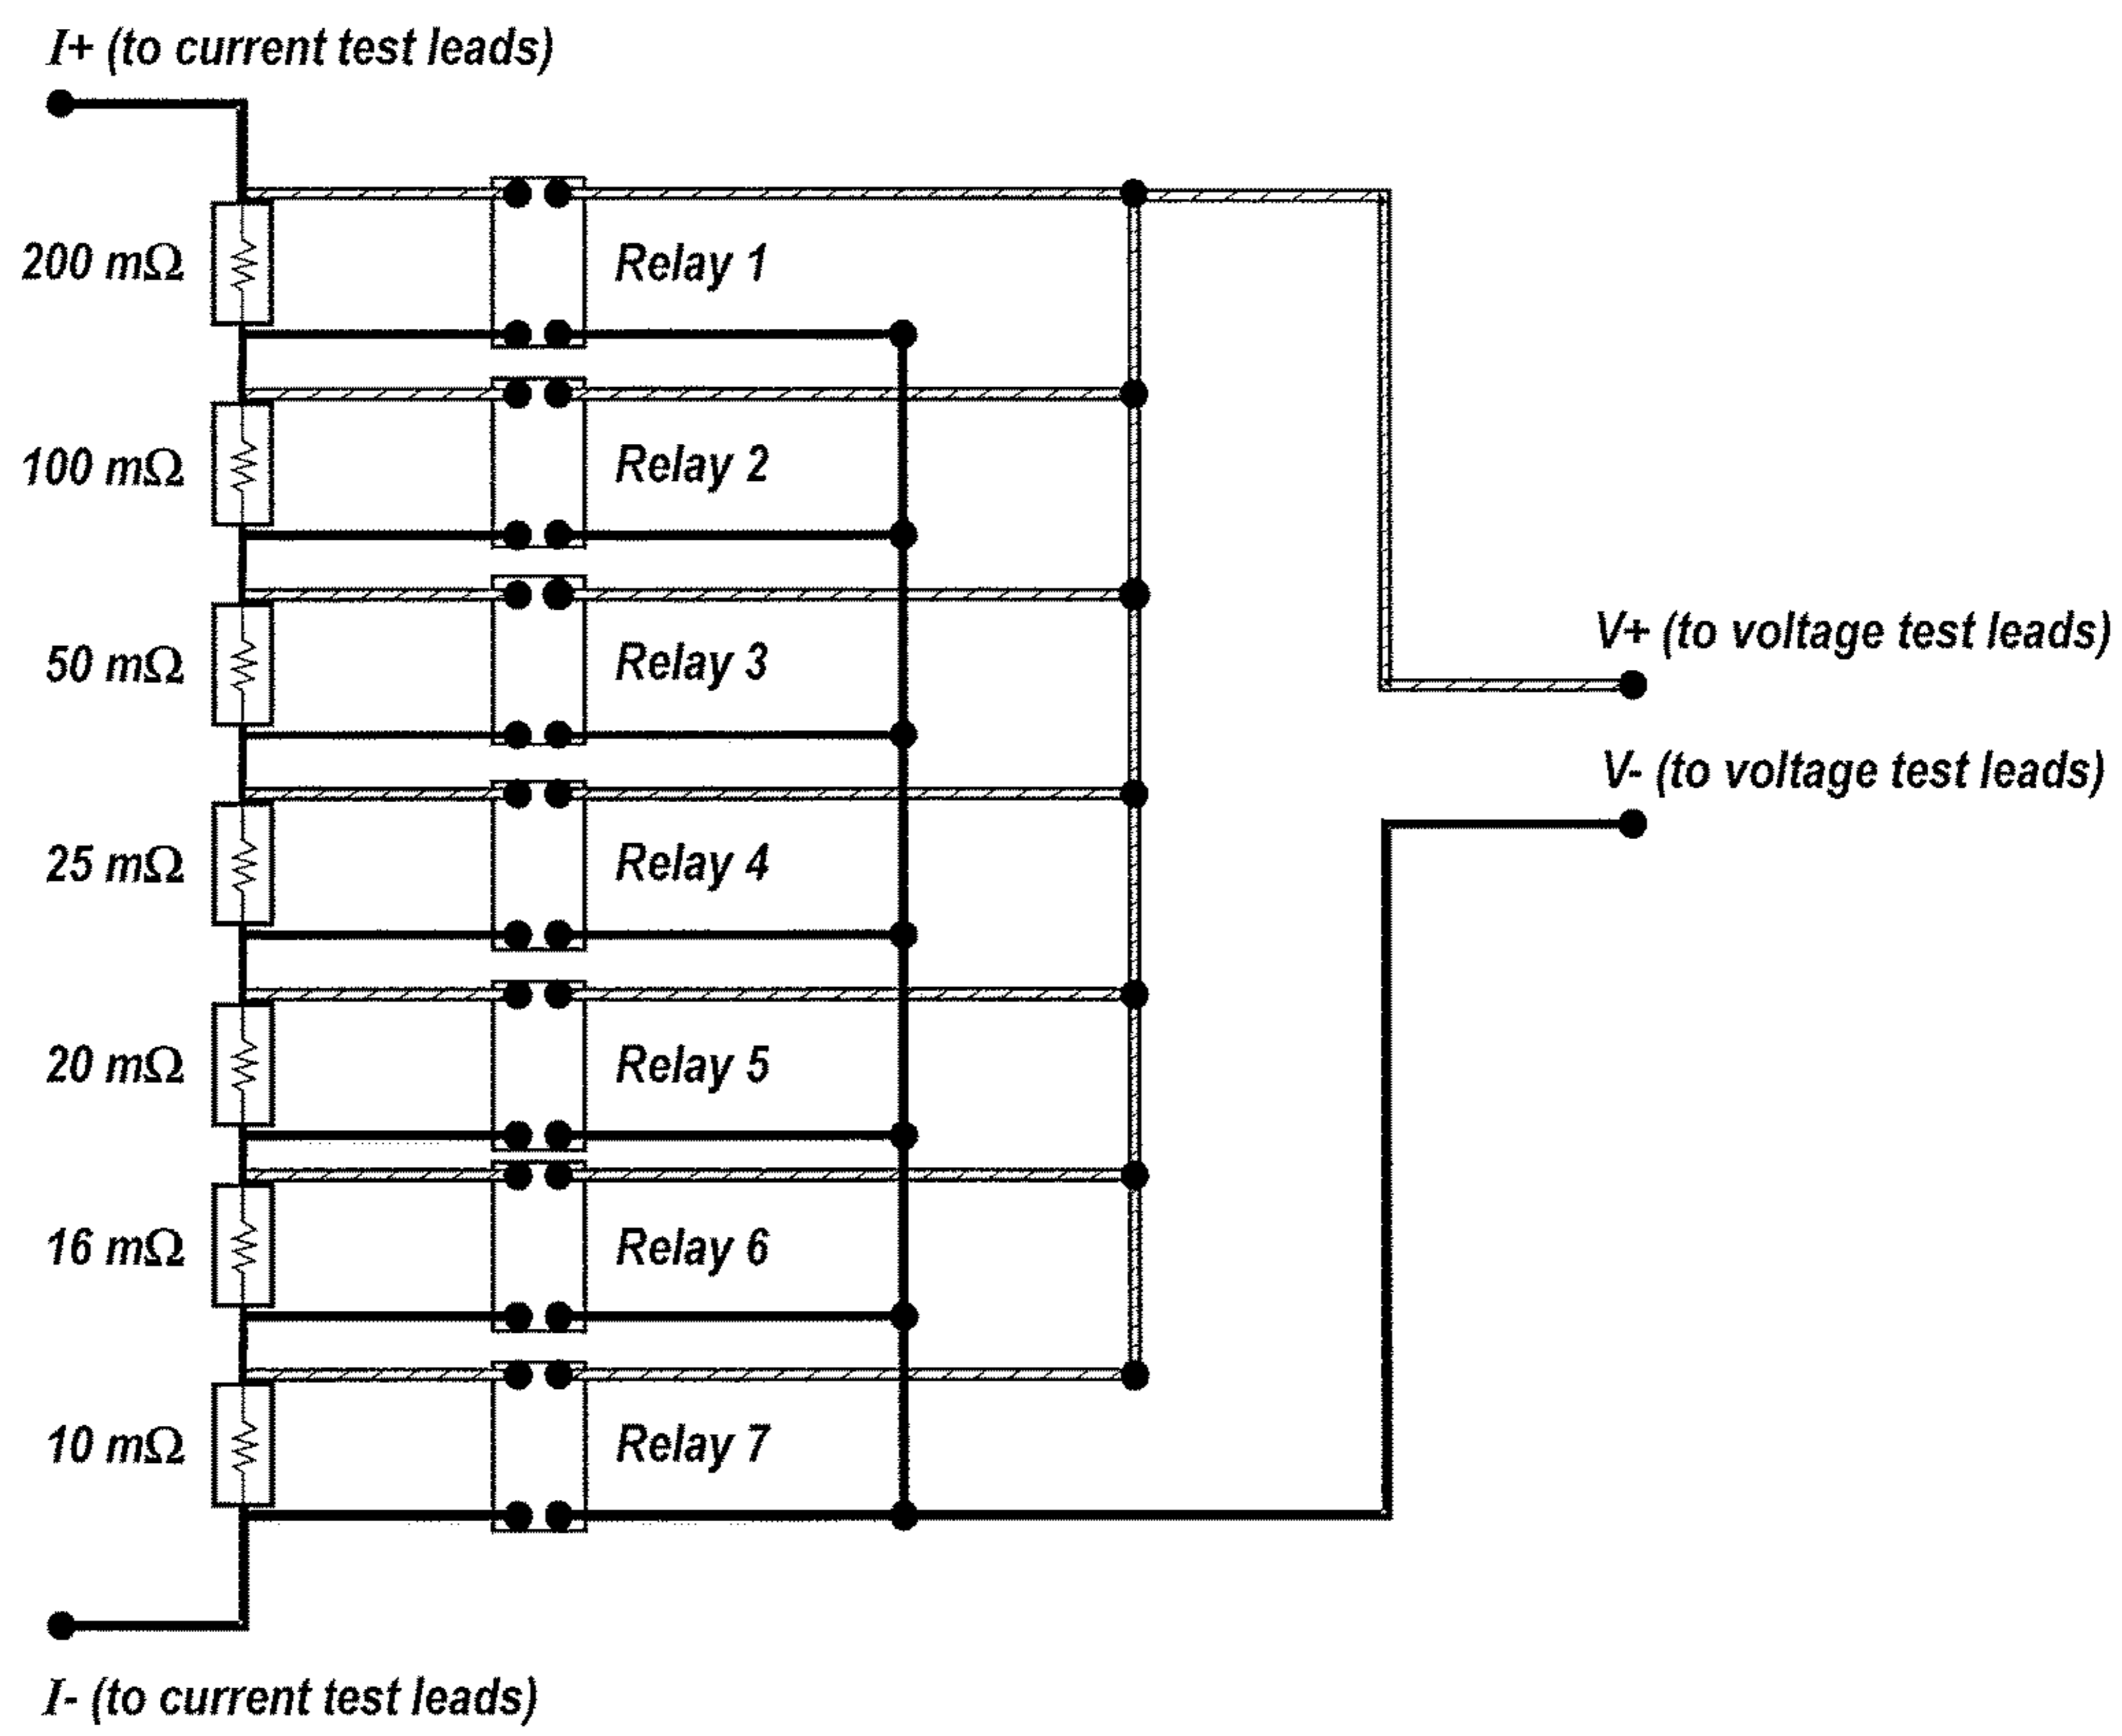 I+ (to current test leads)
200 mΩ
Relay 1
100 mΩ
Relay 2
50 mΩ
Relay 3
V+ (to voltage test leads)
V- (to voltage test leads)
25 mΩ
Relay 4
20 mΩ
Relay 5
16 mΩ
Relay 6
10 mΩ
Relay 7
I- (to current test leads)